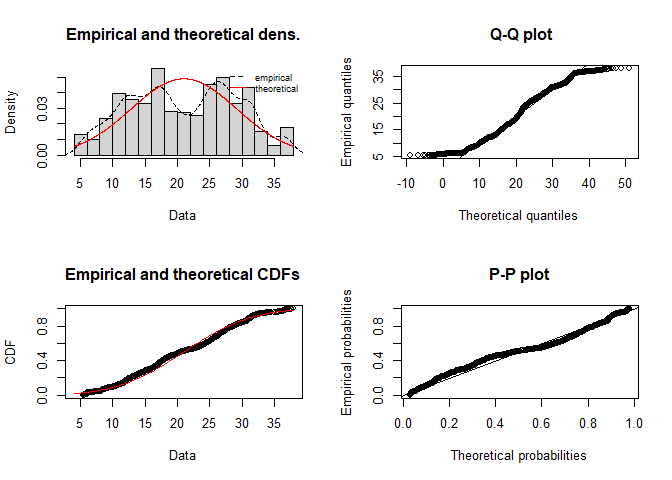 Empirical and theoretical dens.
Density
0.00
0.03
empirical
theoretical
5
10
15
20
25
30
35
Data
Q-Q plot
Empirical quantiles
5
15
25
35
-10
0
10
20
30
40
50
Theoretical quantiles
Empirical and theoretical CDFs
CDF
0.0
0.4
0.8
5
10
15
20
25
30
35
Data
P-P plot
Empirical probabilities
0.0
0.4
0.8
0.0
0.2
0.4
0.6
0.8
1.0
Theoretical probabilities